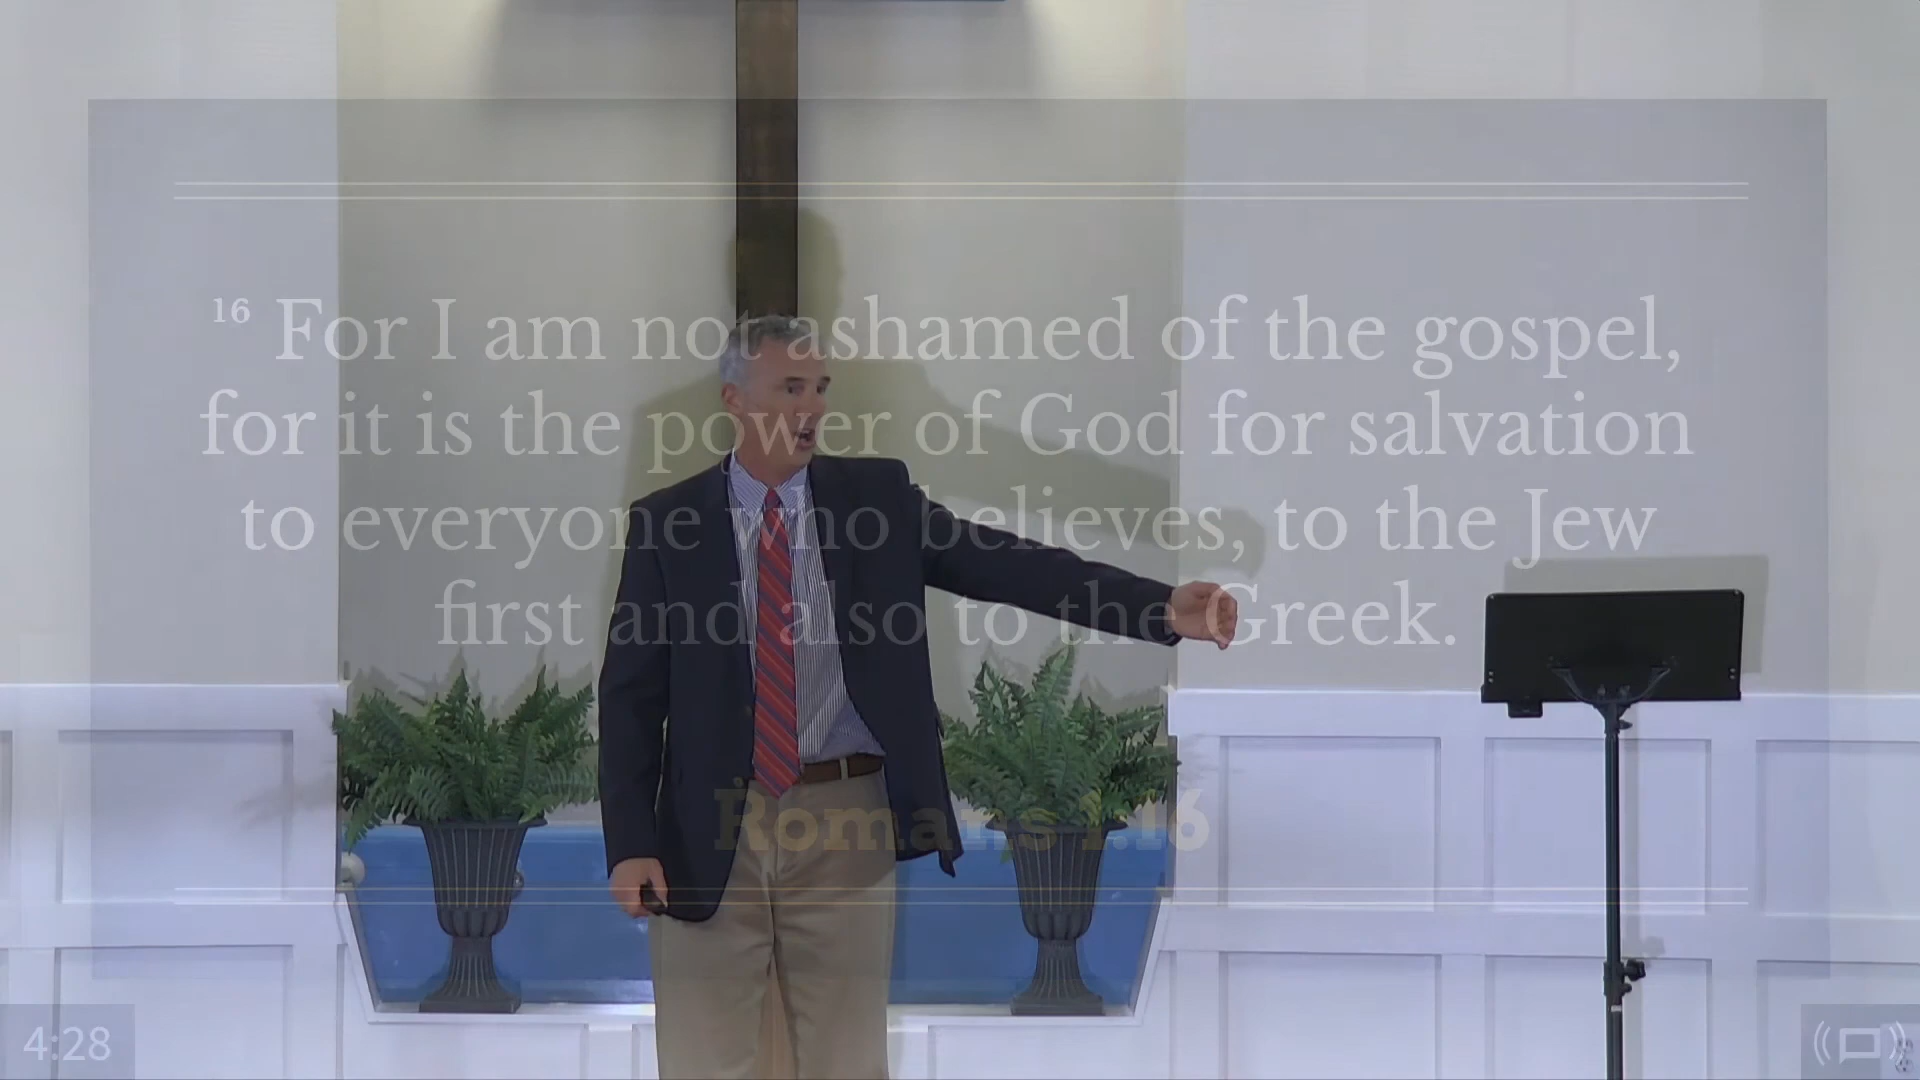 16 For I am not ashamed of the gospel,
for it is the power of God for salvation
to everyone who believes, to the Jew
first and also to the Greek.
Romans 1:16
4:28